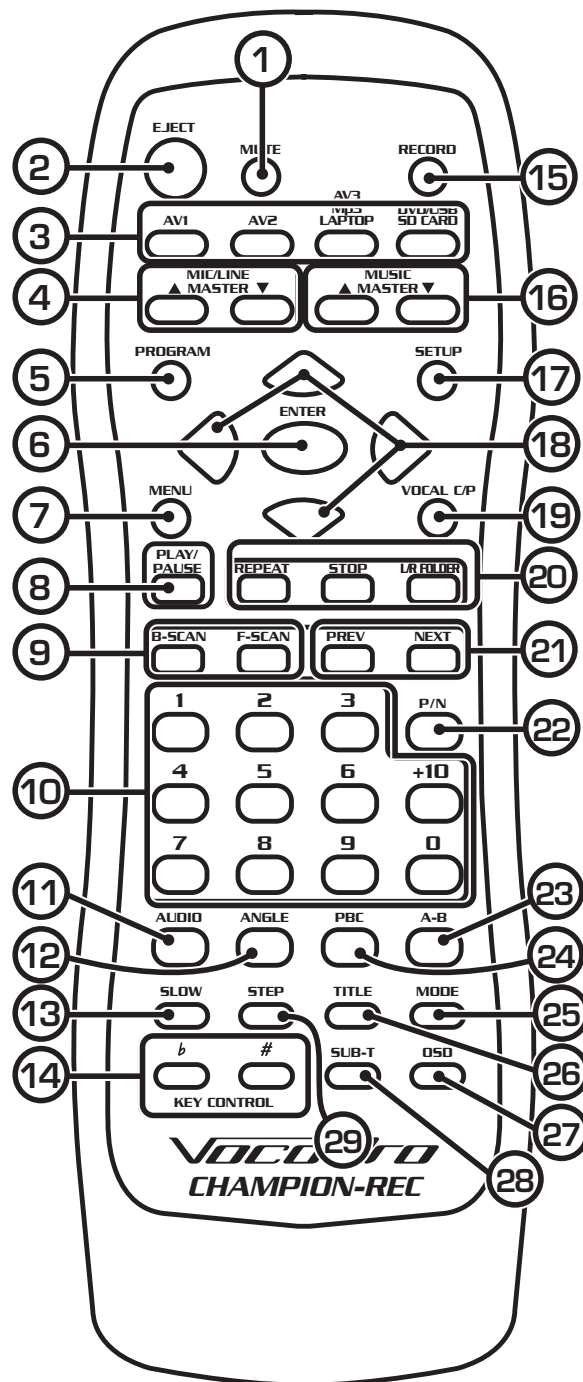 1
EJECT
MUTE
RECORD
2
15
AV3
MP3
DVD/USB
AV1 AV2 LAPTOP SD CARD
3
MIC/LINE
▲ MASTER ▼
MUSIC
▲ MASTER ▼
4
16
PROGRAM
SETUP
5
17
ENTER
6
18
MENU
VOCAL C/P
7
19
PLAY/
PAUSE
REPEAT STOP L/R FOLDER
8
20
B-SCAN F-SCAN PREV NEXT
9
21
1 2 3 P/N
22
4 5 6 +10
10
7 8 9 0
11
AUDIO ANGLE PBC A-B
23
12
24
SLOW STEP TITLE MODE
13
25
♭ #
SUB-T OSD
14
26
KEY CONTROL
29
27
28
VocoPro
CHAMPION-REC